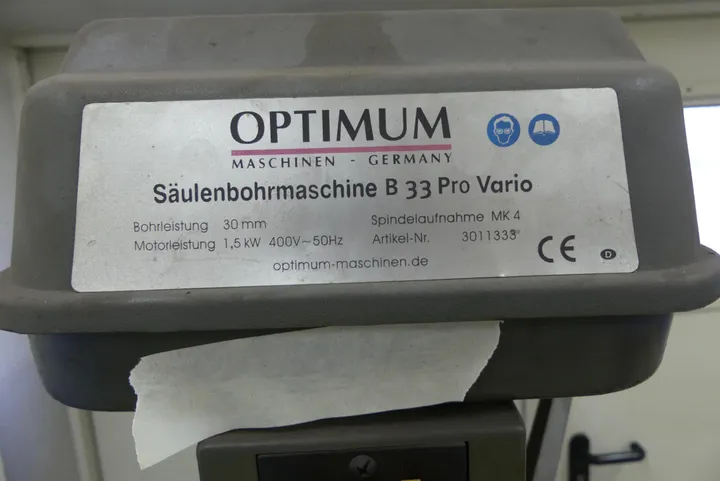 OPTIMUM
MASCHINEN - GERMANY
Säulenbohrmaschine B 33 Pro Vario
Bohrleistung 30 mm Spindelaufnahme MK 4
Motorleistung 1,5 kW 400V~50Hz Artikel-Nr. 3011333
optimum-maschinen.de
CE
D